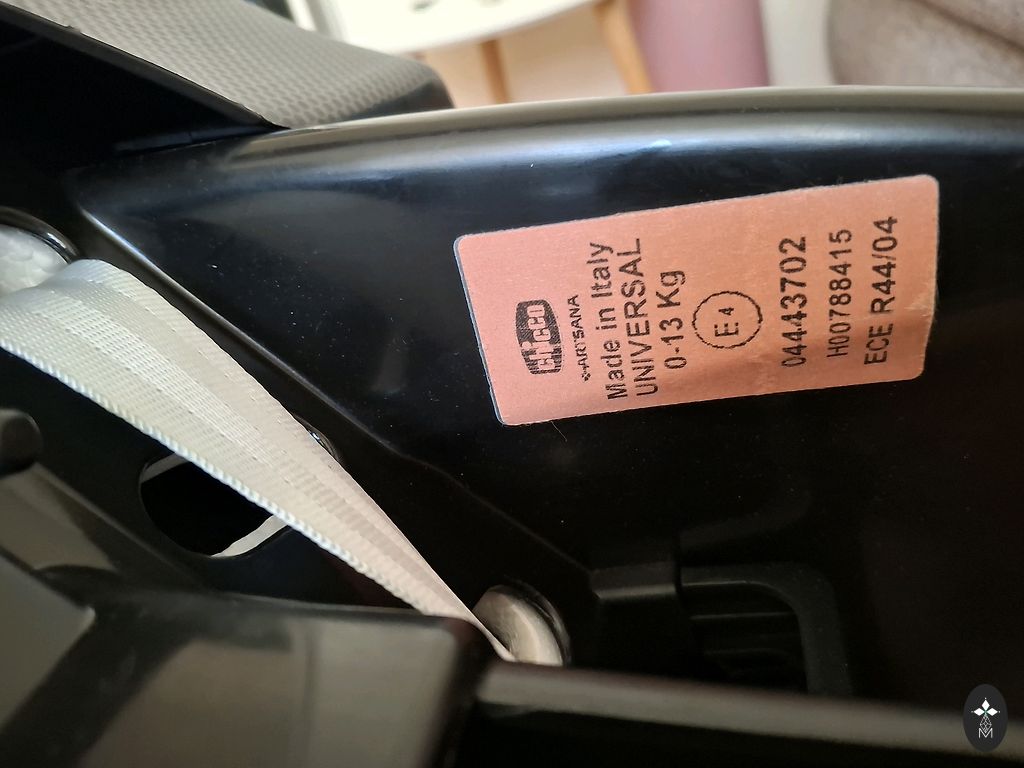 chicco
ARTSANA
Made in Italy
UNIVERSAL
0-13 Kg
E 4
04443702
H00788415
ECE R44/04
M